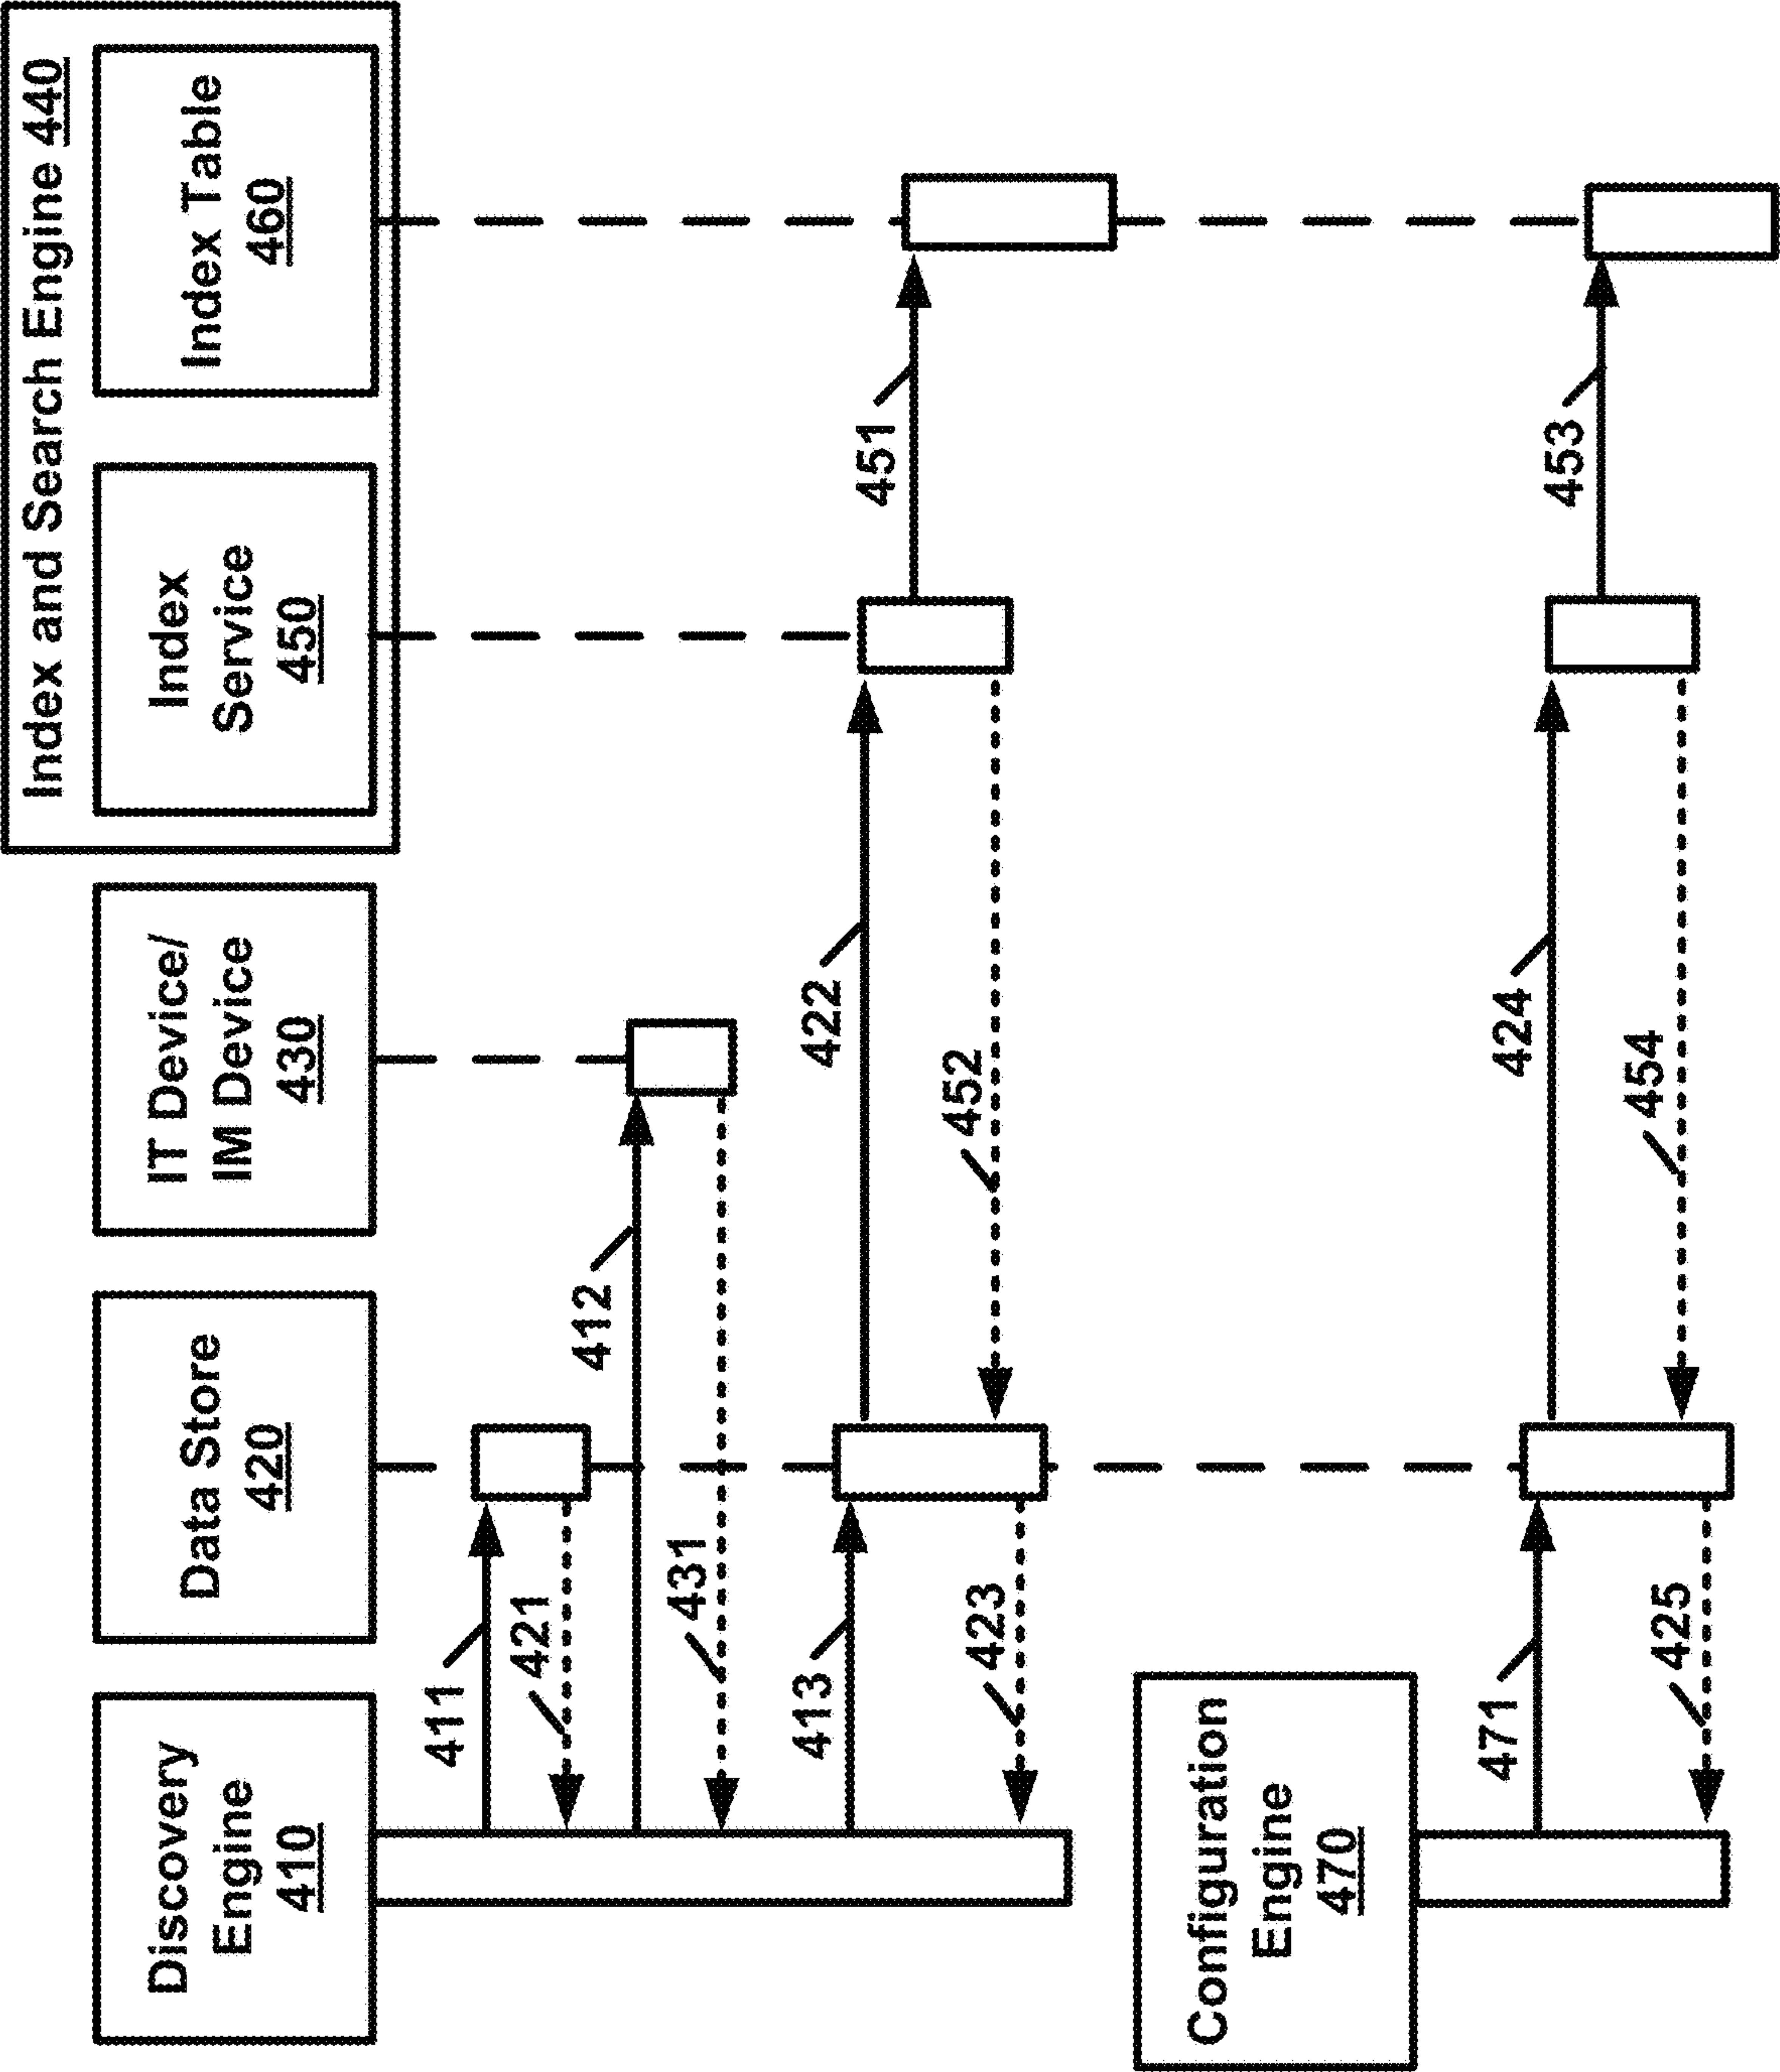 Discovery
Engine
410
Data Store
420
IT Device/
IM Device
430
Index and Search Engine 440
Index
Service
450
Index Table
460
411
421
412
431
413
422
451
452
423
Configuration
Engine
470
471
424
453
454
425